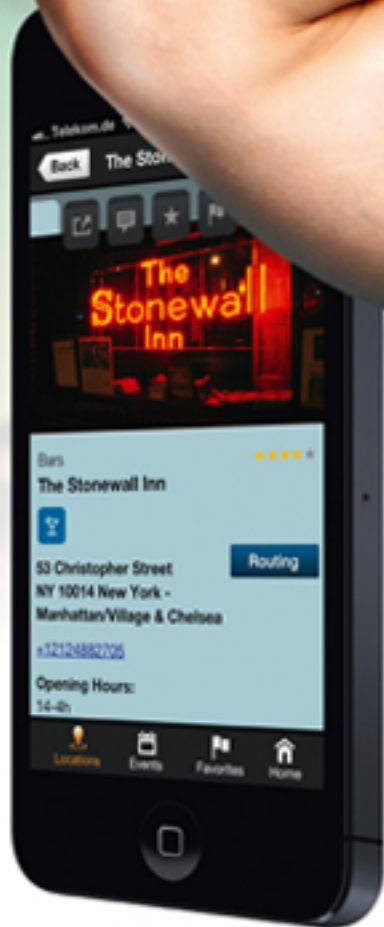 Telekom.de
Back
The Ston
The
Stonewall
Inn
Bars
The Stonewall Inn
53 Christopher Street
Routing
NY 10014 New York -
Manhattan/Village & Chelsea
+12124882705
Opening Hours:
14-4h
Locations
Events
Favorites
Home